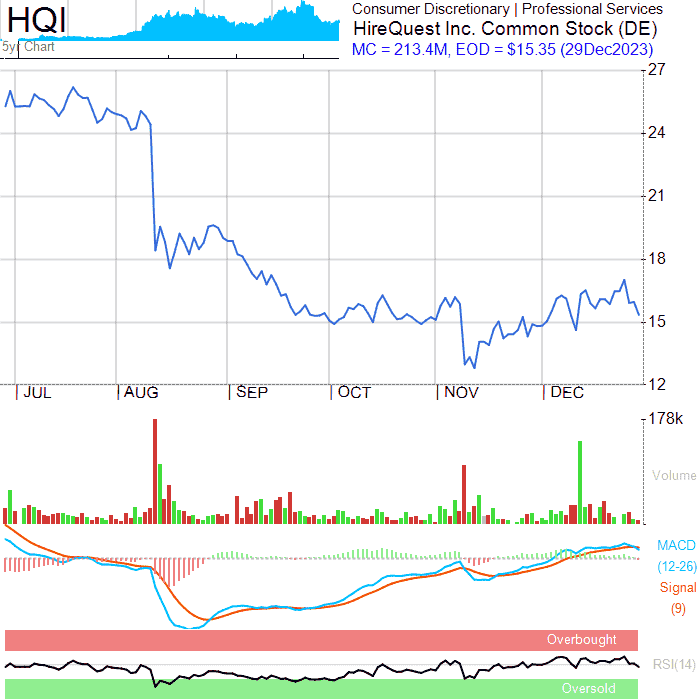 HQI
5yr Chart
Consumer Discretionary | Professional Services
HireQuest Inc. Common Stock (DE)
MC = 213.4M, EOD = $15.35 (29Dec2023)
27
24
21
18
15
12
JUL AUG SEP OCT NOV DEC
178k
Volume
MACD
(12-26)
Signal
(9)
Overbought
RSI(14)
Oversold